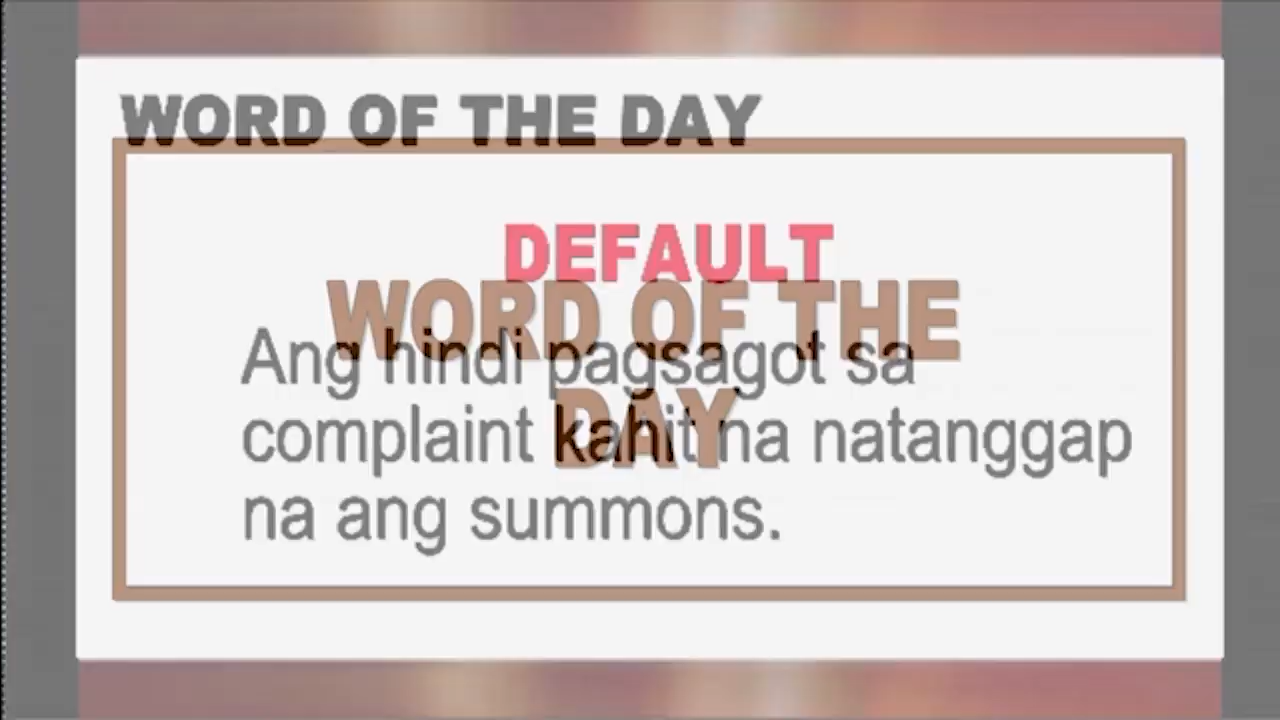 WORD OF THE DAY
DEFAULT
WORD OF THE
DAY
Ang hindi pagsagot sa
complaint kahit na natanggap
na ang summons.